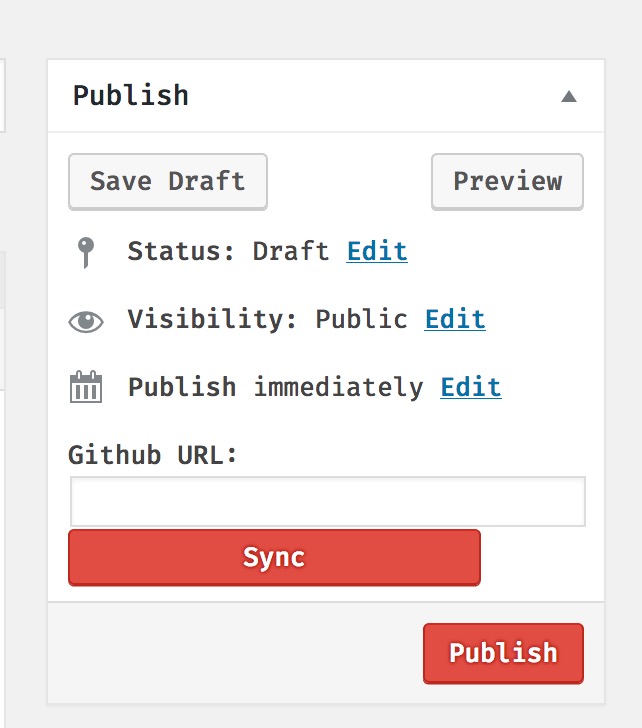 Publish
Save Draft Preview
Status: Draft Edit
Visibility: Public Edit
Publish immediately Edit
Github URL:
Sync
Publish